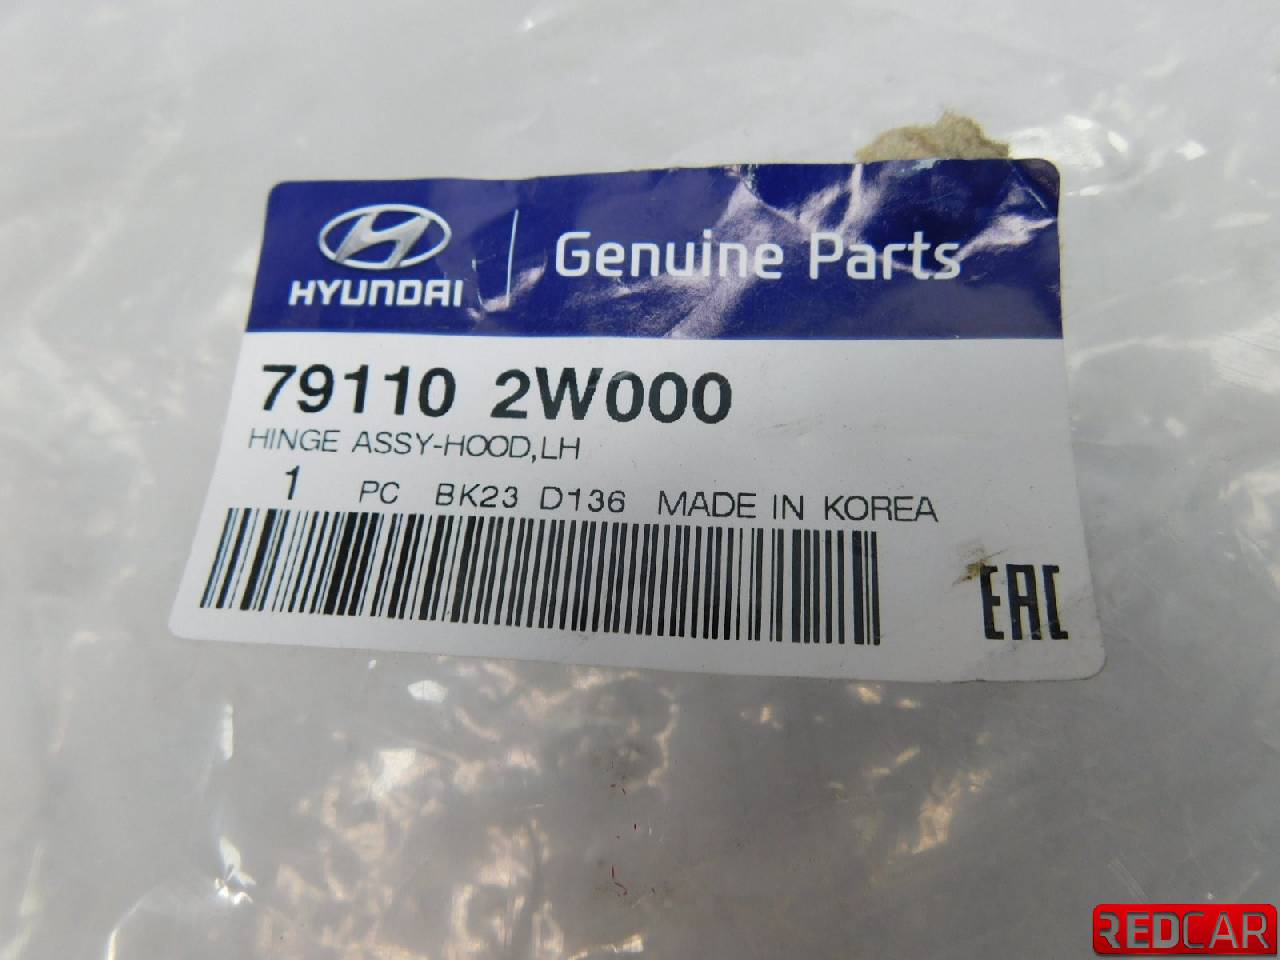 HYUNDAI
Genuine Parts
79110 2W000
HINGE ASSY-HOOD,LH
1 PC BK23 D136 MADE IN KOREA
EAC
REDCAR